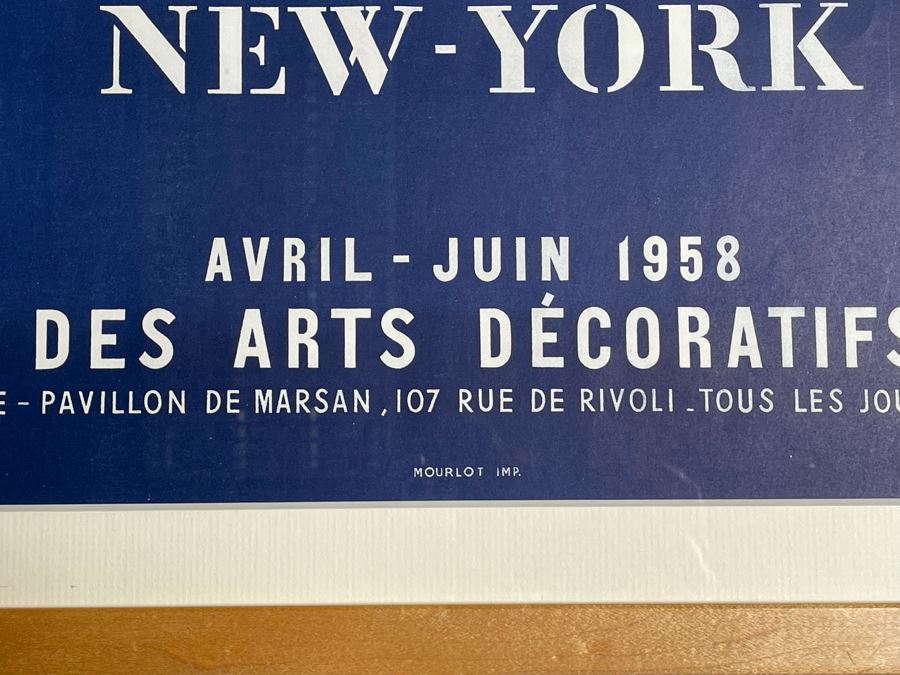 NEW-YORK
AVRIL - JUIN 1958
DES ARTS DÉCORATIFS
E - PAVILLON DE MARSAN, 107 RUE DE RIVOLI - TOUS LES JOU
MOURLOT IMP.